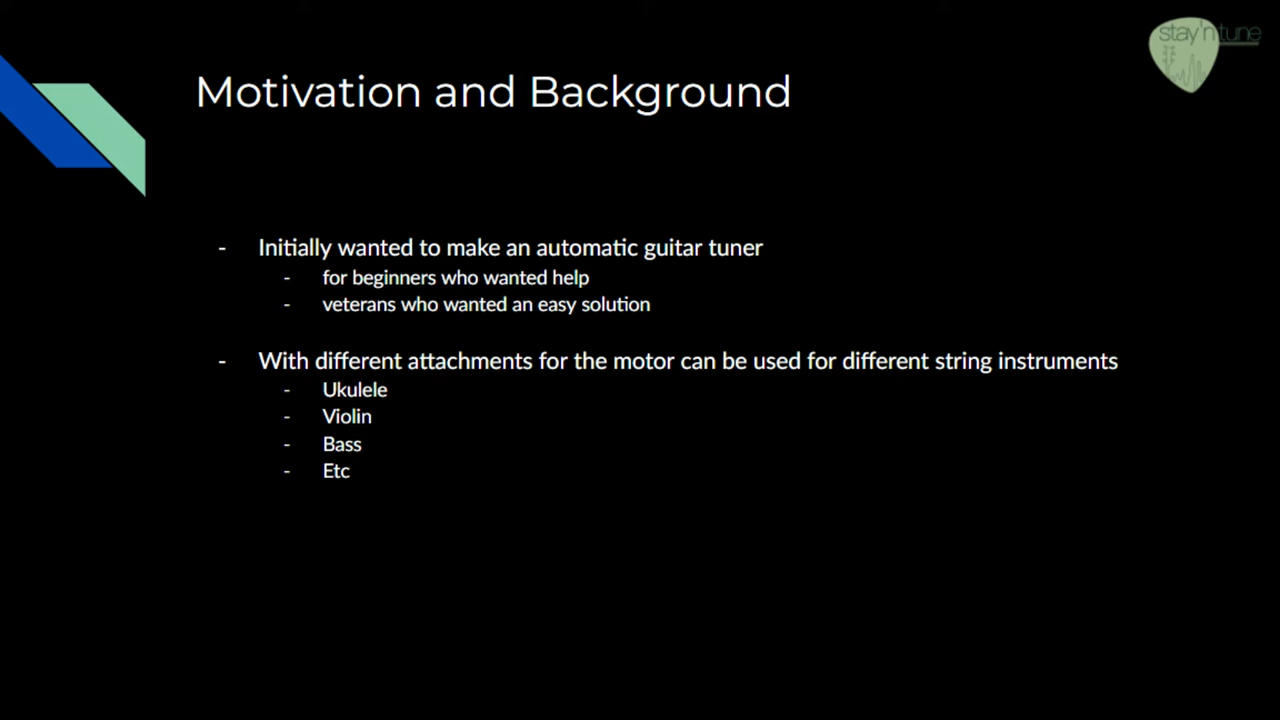 stay'n tune
Motivation and Background
- Initially wanted to make an automatic guitar tuner
- for beginners who wanted help
- veterans who wanted an easy solution
- With different attachments for the motor can be used for different string instruments
- Ukulele
- Violin
- Bass
- Etc